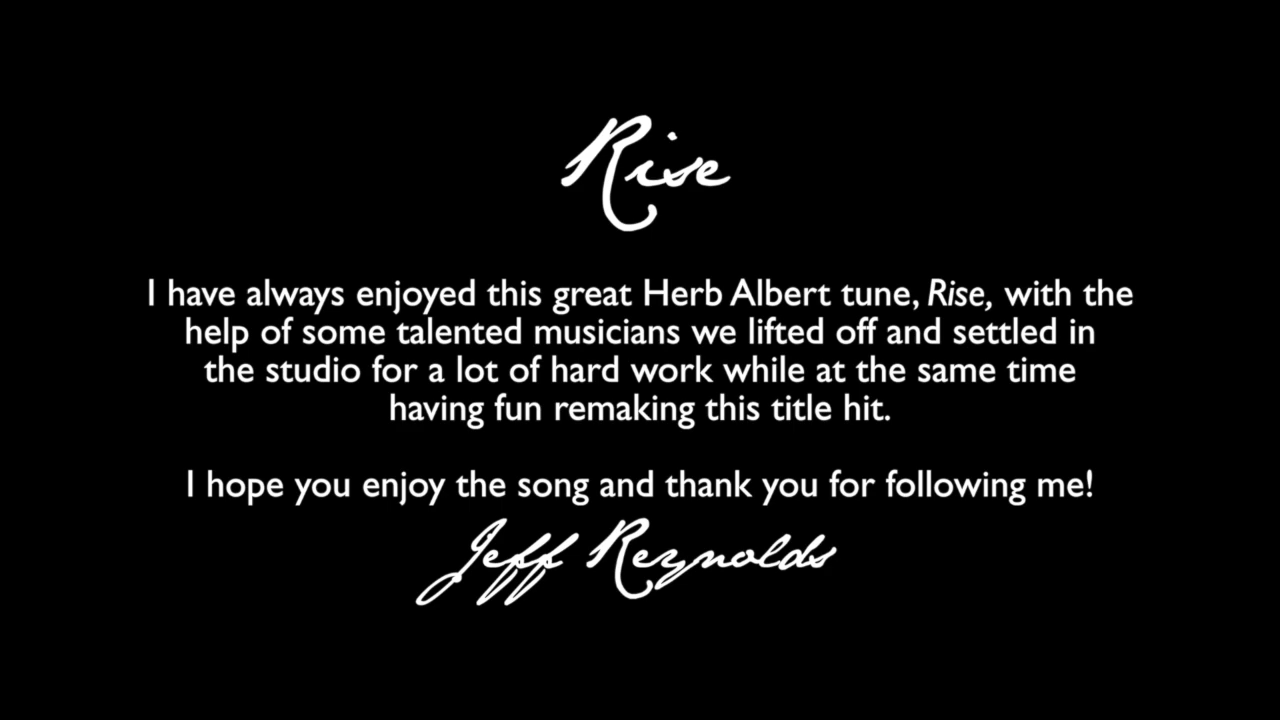 Rise
I have always enjoyed this great Herb Albert tune, Rise, with the
help of some talented musicians we lifted off and settled in
the studio for a lot of hard work while at the same time
having fun remaking this title hit.
I hope you enjoy the song and thank you for following me!
Jeff Reynolds